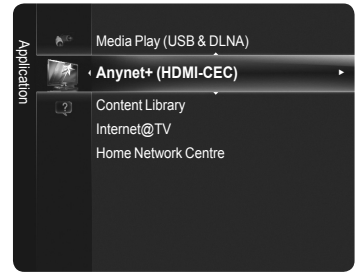 Application
Media Play (USB & DLNA)
Anynet+ (HDMI-CEC)
Content Library
Internet@TV
Home Network Centre